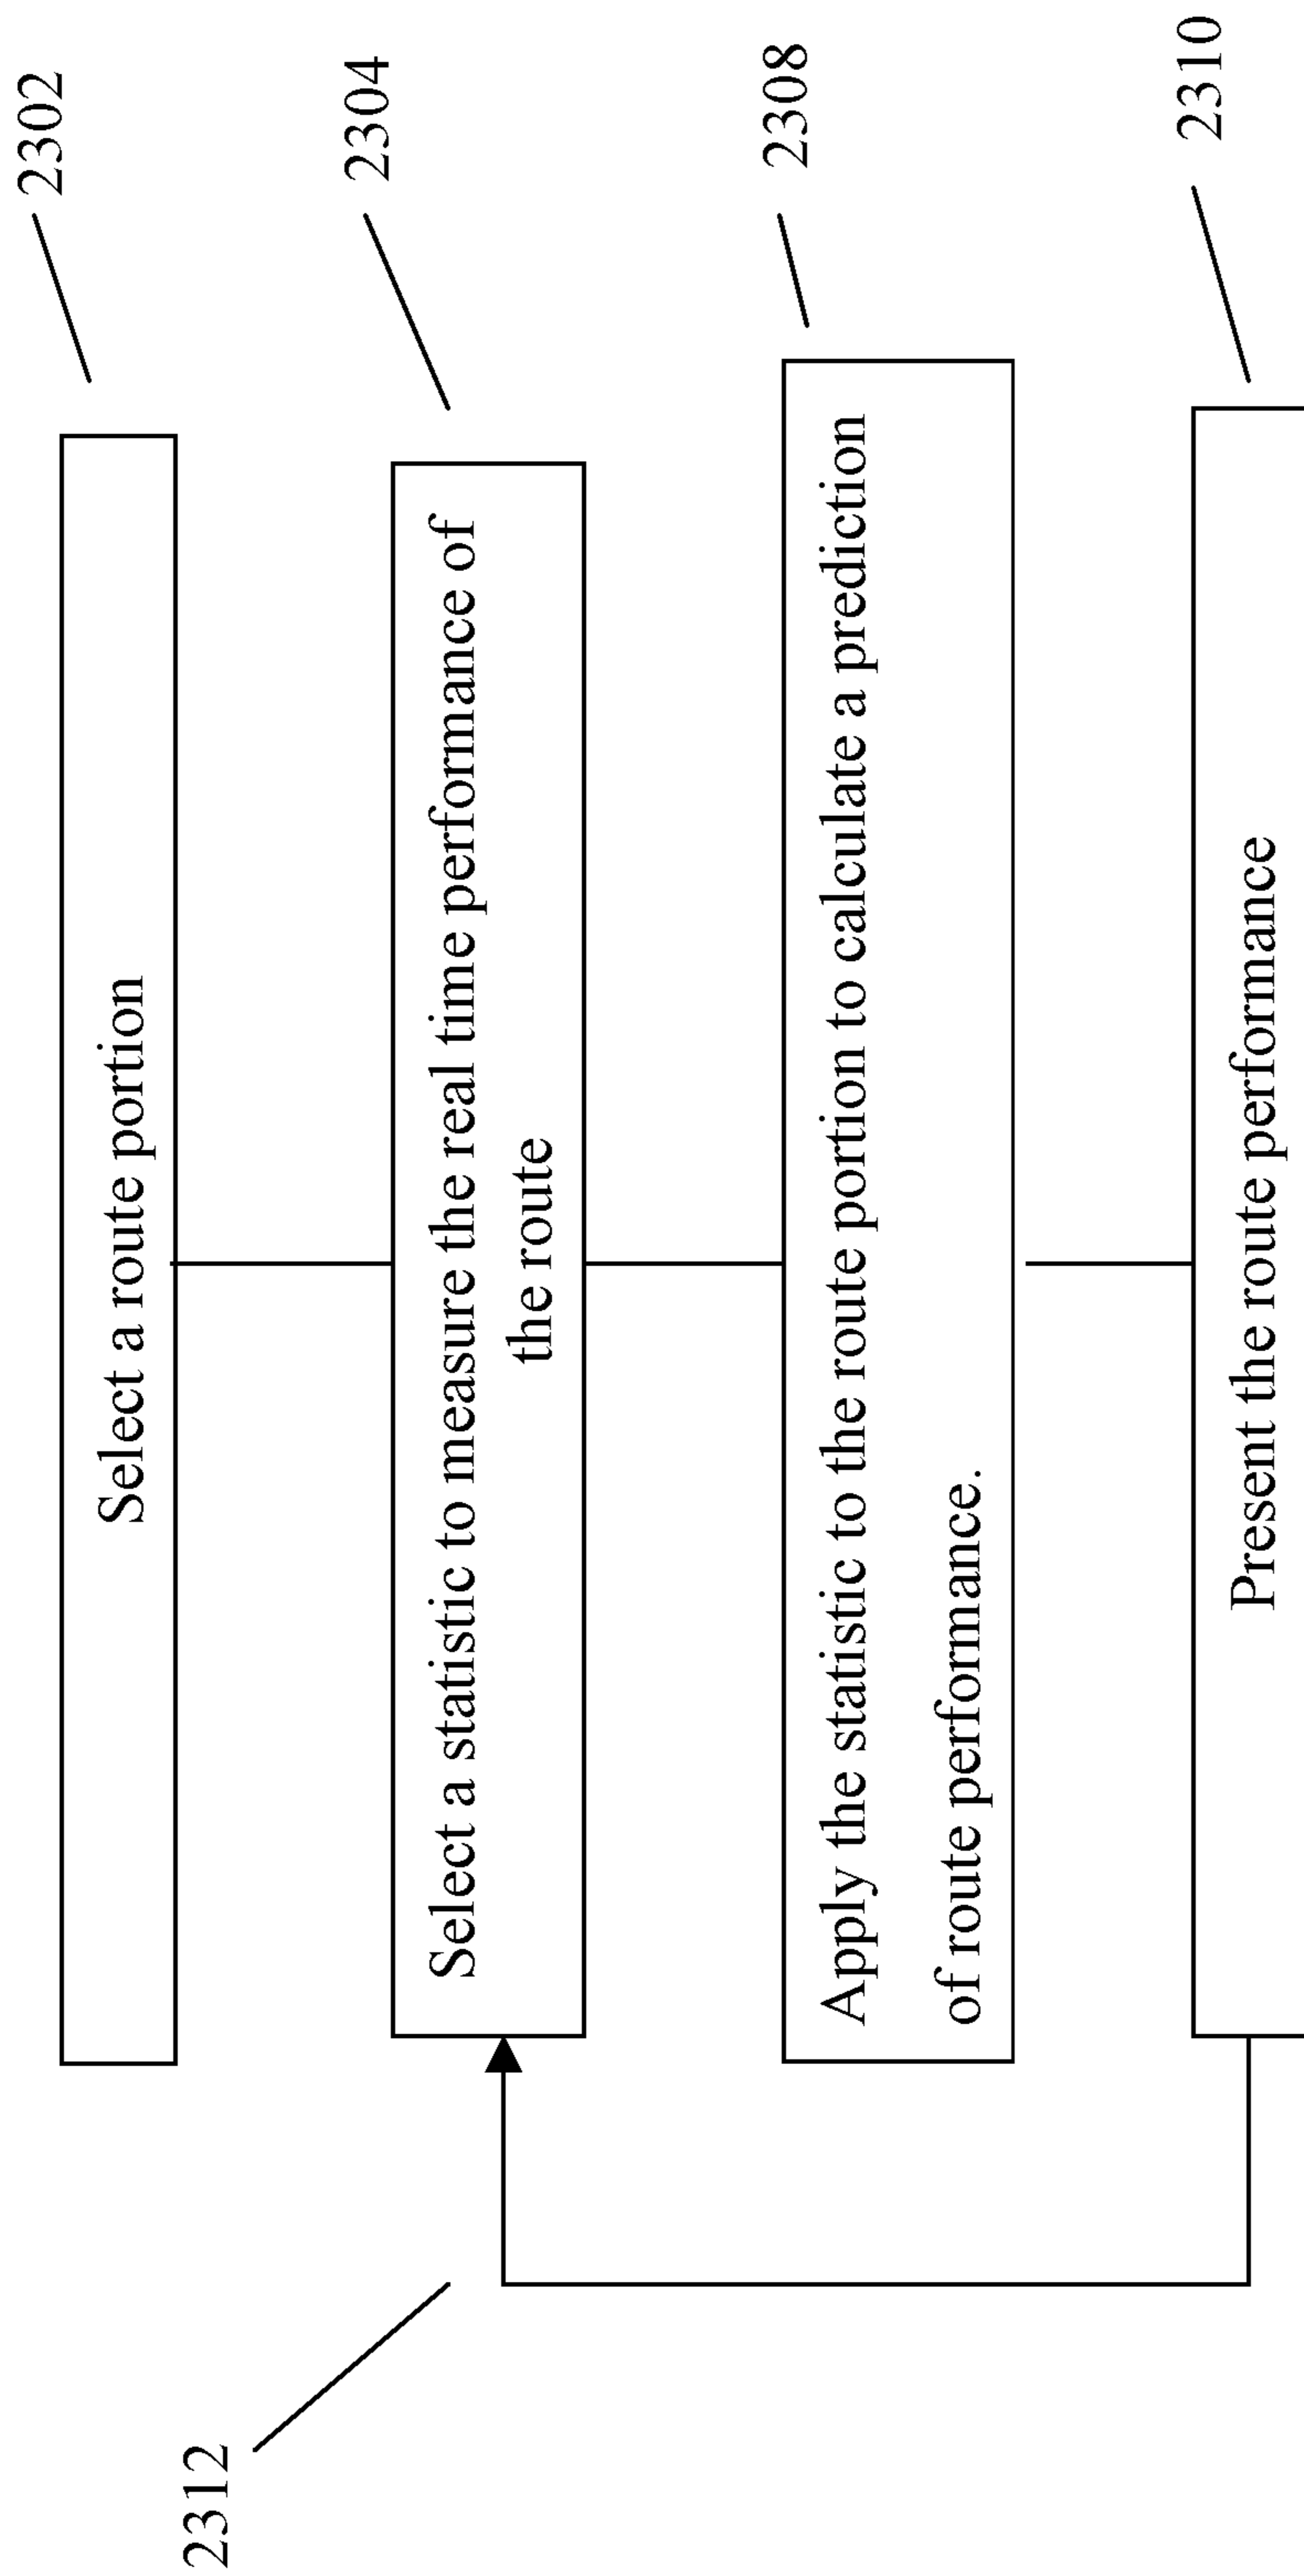 2302
Select a route portion
2304
Select a statistic to measure the real time performance of
the route
2308
Apply the statistic to the route portion to calculate a prediction
of route performance.
2310
Present the route performance
2312